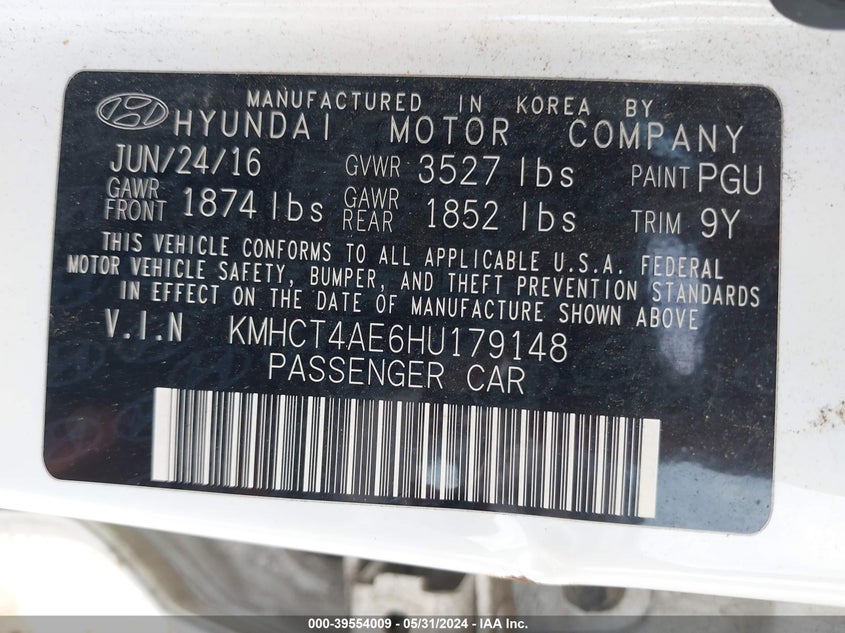 MANUFACTURED IN KOREA BY
HYUNDAI MOTOR COMPANY
JUN/24/16 GVWR 3527 lbs PAINT PGU
GAWR FRONT 1874 lbs GAWR REAR 1852 lbs TRIM 9Y
THIS VEHICLE CONFORMS TO ALL APPLICABLE U.S.A. FEDERAL
MOTOR VEHICLE SAFETY, BUMPER, AND THEFT PREVENTION STANDARDS
IN EFFECT ON THE DATE OF MANUFACTURE SHOWN ABOVE.
V.I.N KMHCT4AE6HU179148
PASSENGER CAR
000-39554009 - 05/31/2024 - IAA Inc.